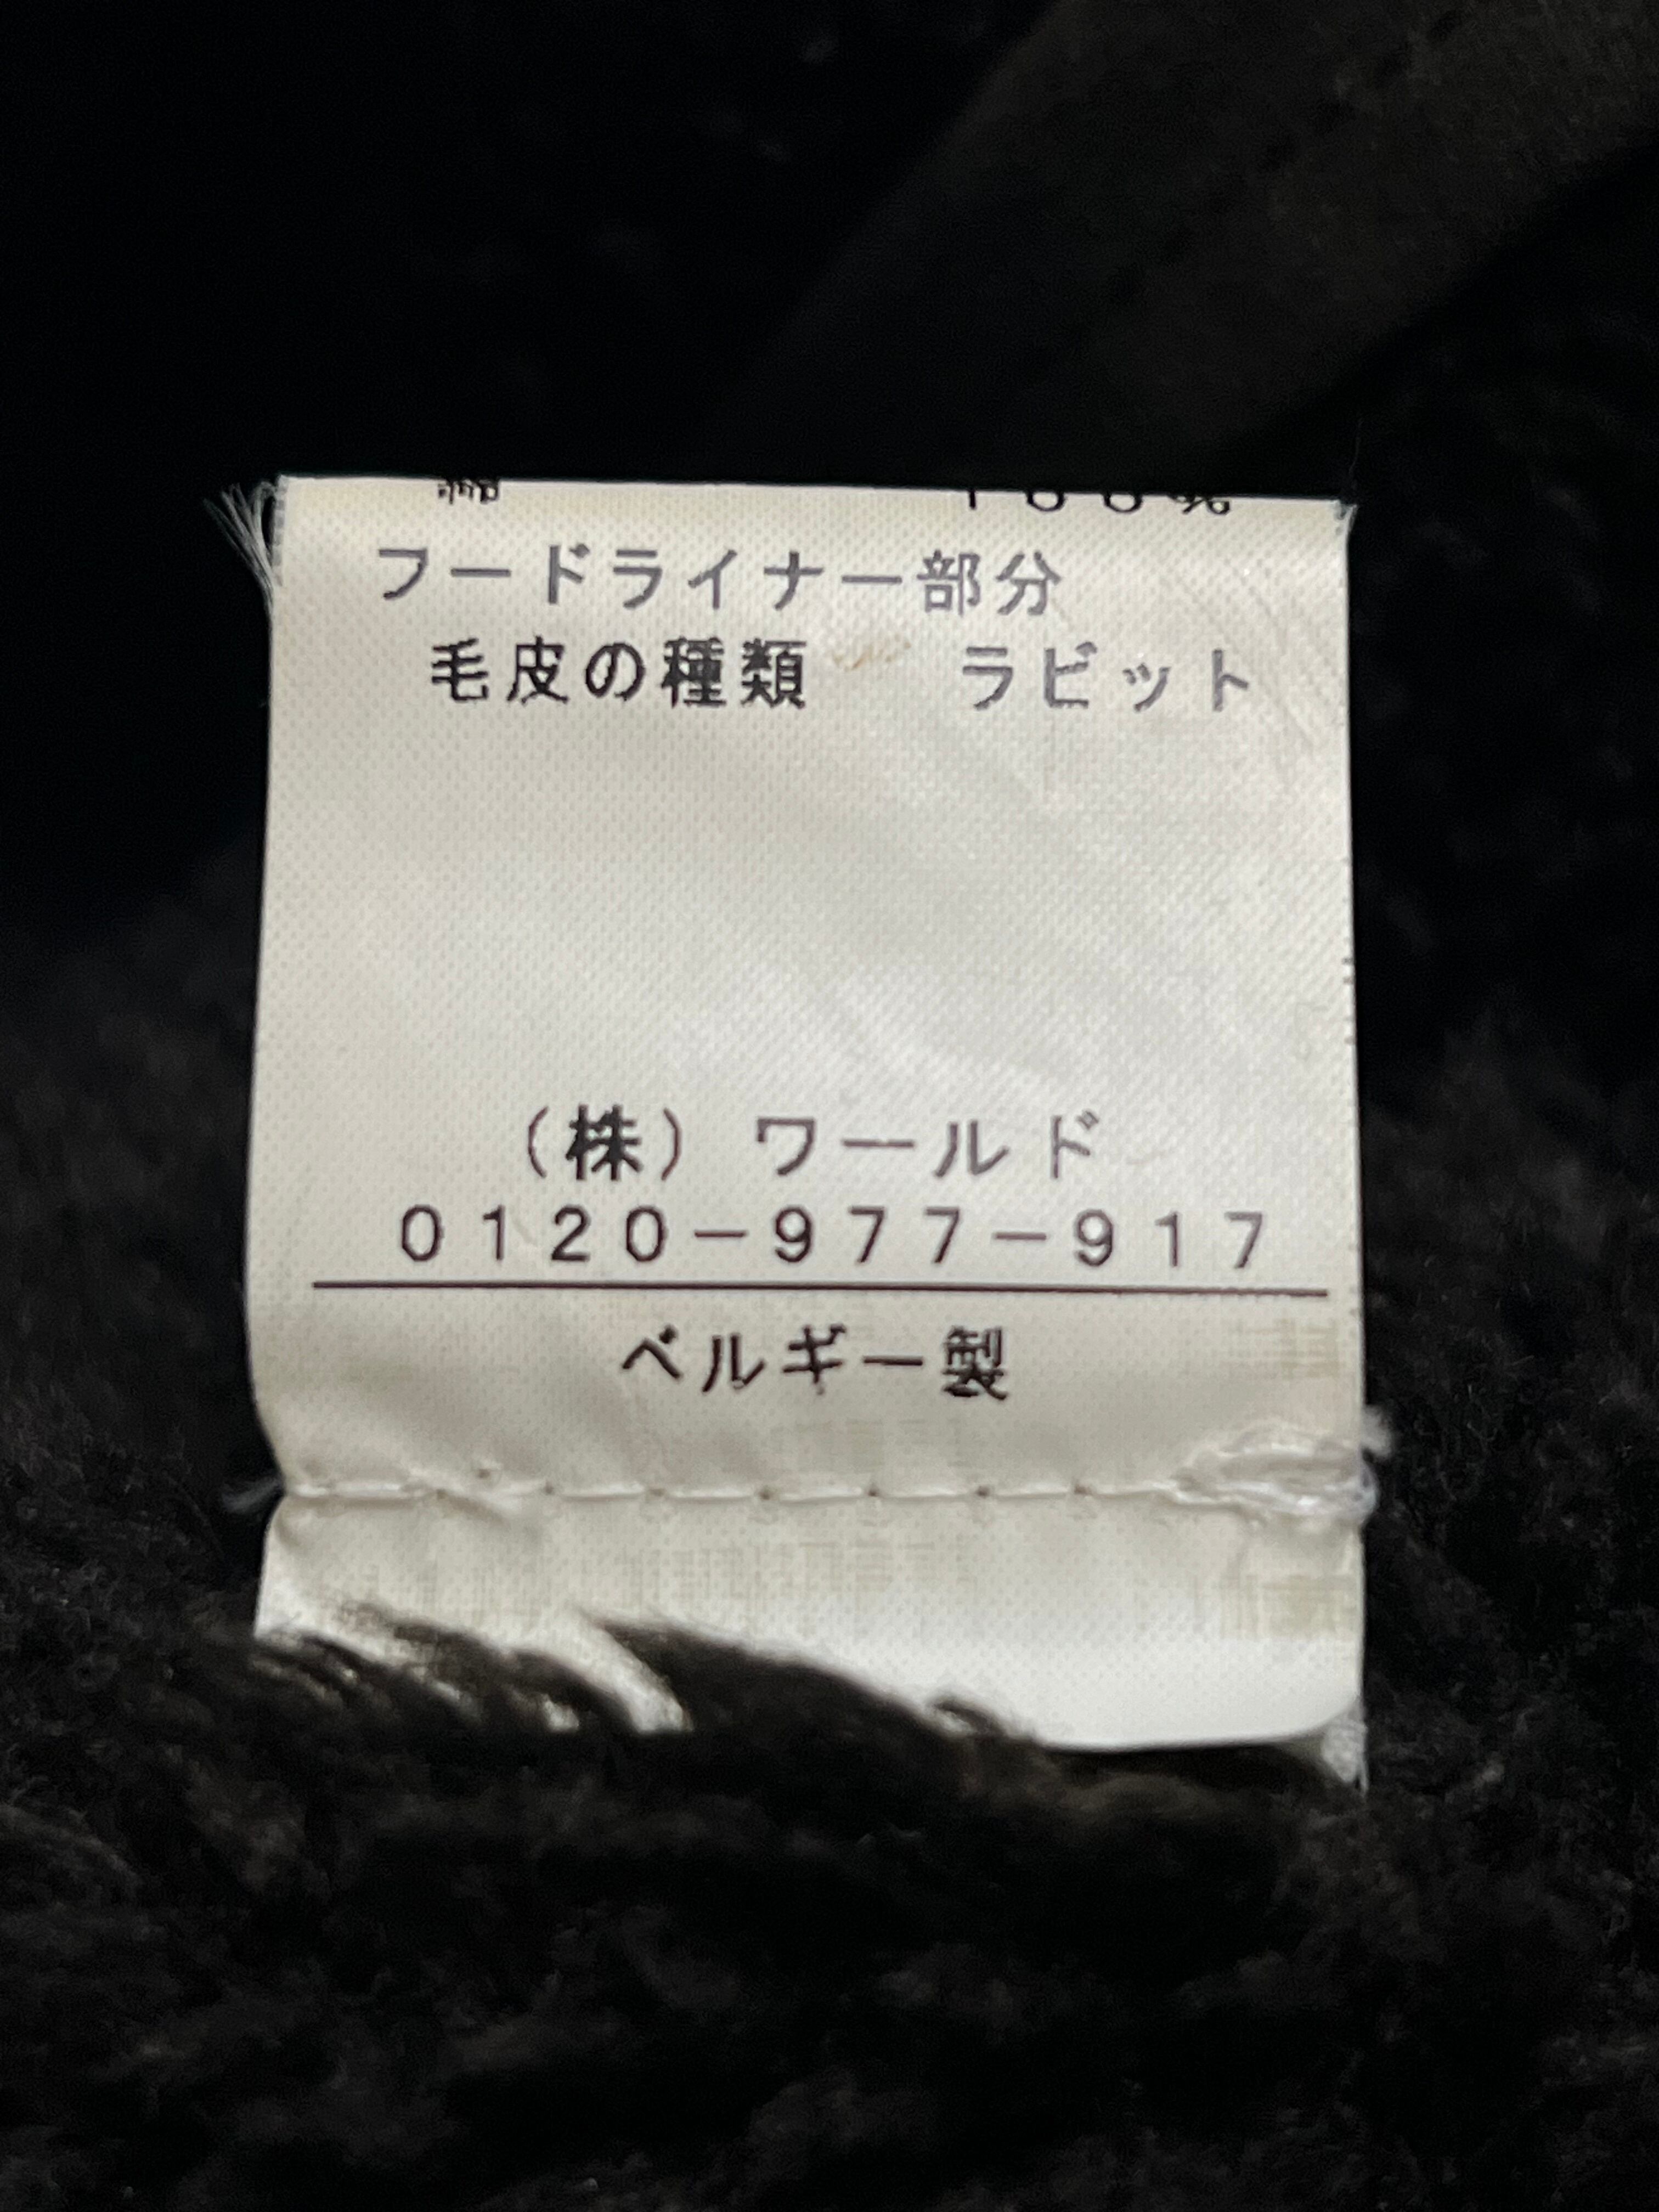 フードライナー部分
毛皮の種類 ラビット
(株)ワールド
0120-977-917
ベルギー製